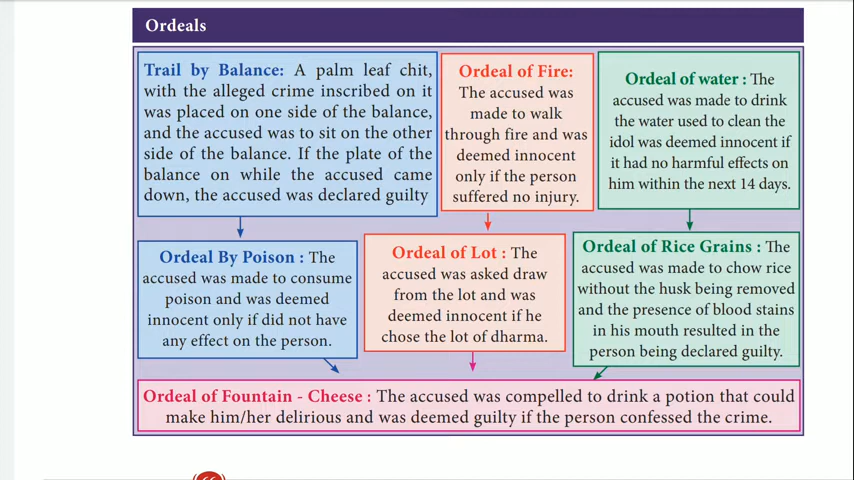 Ordeals
Trail by Balance: A palm leaf chit,
with the alleged crime inscribed on it
was placed on one side of the balance,
and the accused was to sit on the other
side of the balance. If the plate of the
balance on while the accused came
down, the accused was declared guilty
Ordeal of Fire:
The accused was
made to walk
through fire and was
deemed innocent
only if the person
suffered no injury.
Ordeal of water : The
accused was made to drink
the water used to clean the
idol was deemed innocent if
it had no harmful effects on
him within the next 14 days.
Ordeal By Poison : The
accused was made to consume
poison and was deemed
innocent only if did not have
any effect on the person.
Ordeal of Lot : The
accused was asked draw
from the lot and was
deemed innocent if he
chose the lot of dharma.
Ordeal of Rice Grains : The
accused was made to chow rice
without the husk being removed
and the presence of blood stains
in his mouth resulted in the
person being declared guilty.
Ordeal of Fountain - Cheese : The accused was compelled to drink a potion that could
make him/her delirious and was deemed guilty if the person confessed the crime.